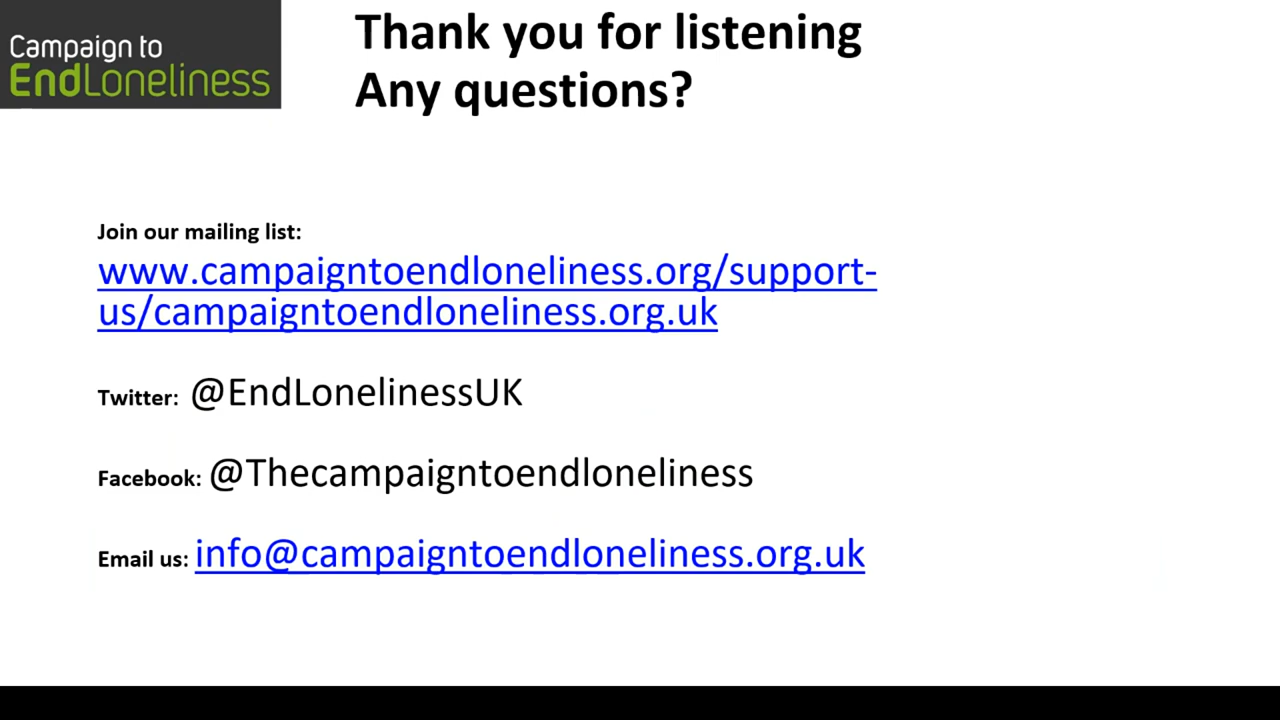 Campaign to
EndLoneliness
Thank you for listening
Any questions?
Join our mailing list:
www.campaigntoendloneliness.org/support-
us/campaigntoendloneliness.org.uk
Twitter: @EndLonelinessUK
Facebook: @Thecampaigntoendloneliness
Email us: info@campaigntoendloneliness.org.uk